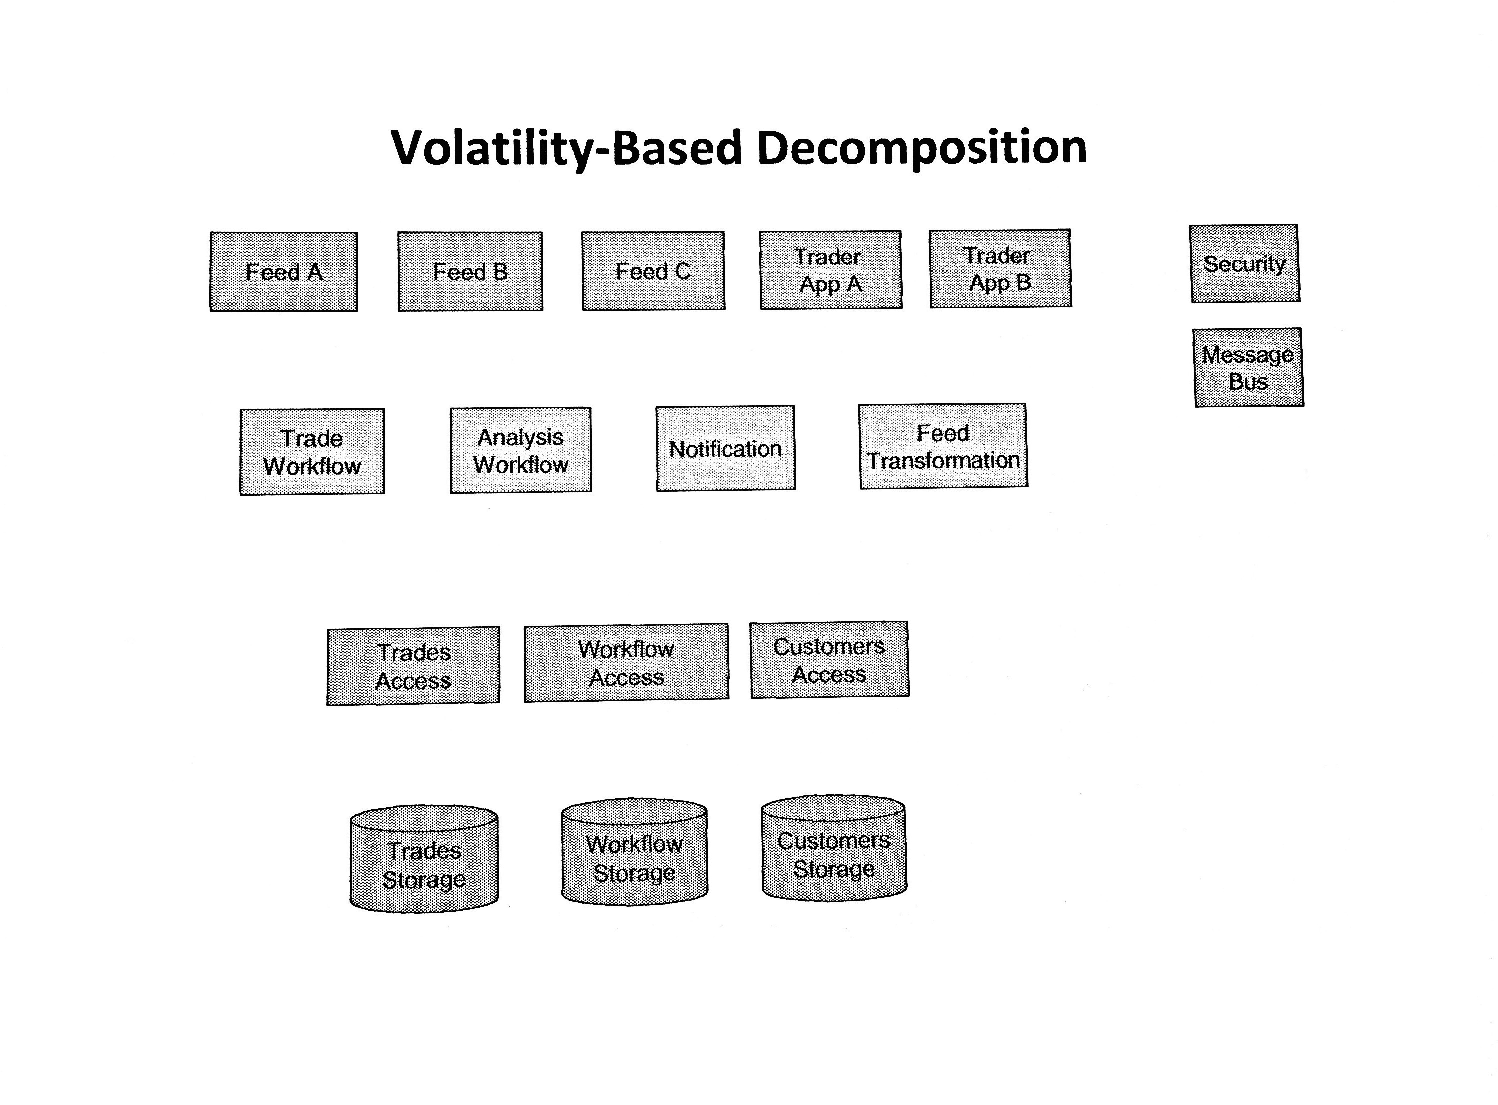 Volatility-Based Decomposition
Feed A
Feed B
Feed C
Trader
App A
Trader
App B
Security
Message
Bus
Trade
Workflow
Analysis
Workflow
Notification
Feed
Transformation
Trades
Access
Workflow
Access
Customers
Access
Trades
Storage
Workflow
Storage
Customers
Storage